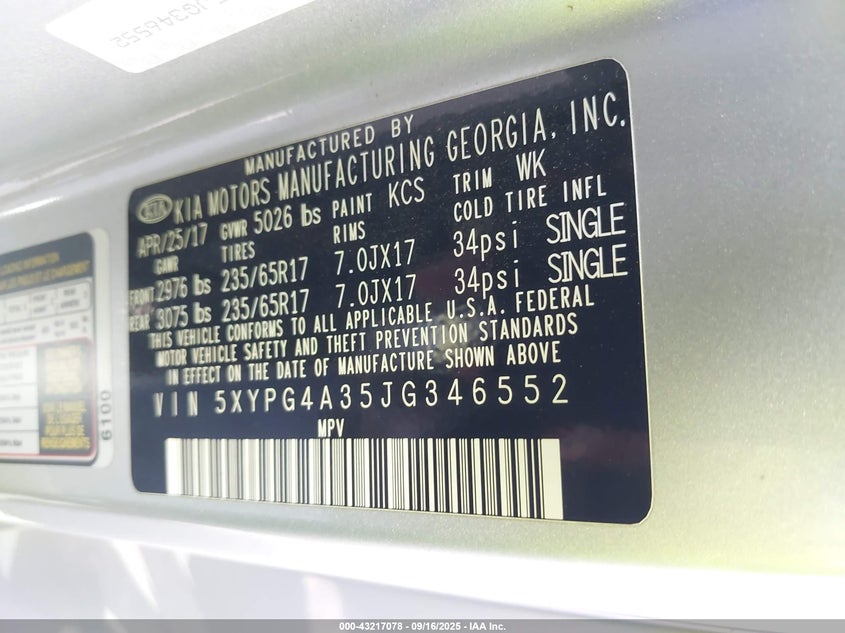 JG346552
MANUFACTURED BY
KIA KIA MOTORS MANUFACTURING GEORGIA, INC.
APR/25/17 GVWR 5026 lbs PAINT KCS TRIM WK
GAWR TIRES RIMS COLD TIRE INFL
FRONT 2976 lbs 235/65R17 7.0JX17 34psi SINGLE
REAR 3075 lbs 235/65R17 7.0JX17 34psi SINGLE
THIS VEHICLE CONFORMS TO ALL APPLICABLE U.S.A. FEDERAL
MOTOR VEHICLE SAFETY AND THEFT PREVENTION STANDARDS
IN EFFECT ON THE DATE OF MANUFACTURE SHOWN ABOVE
VIN 5XYPG4A35JG346552
MPV
6100
000-43217078 - 09/16/2025 - IAA Inc.